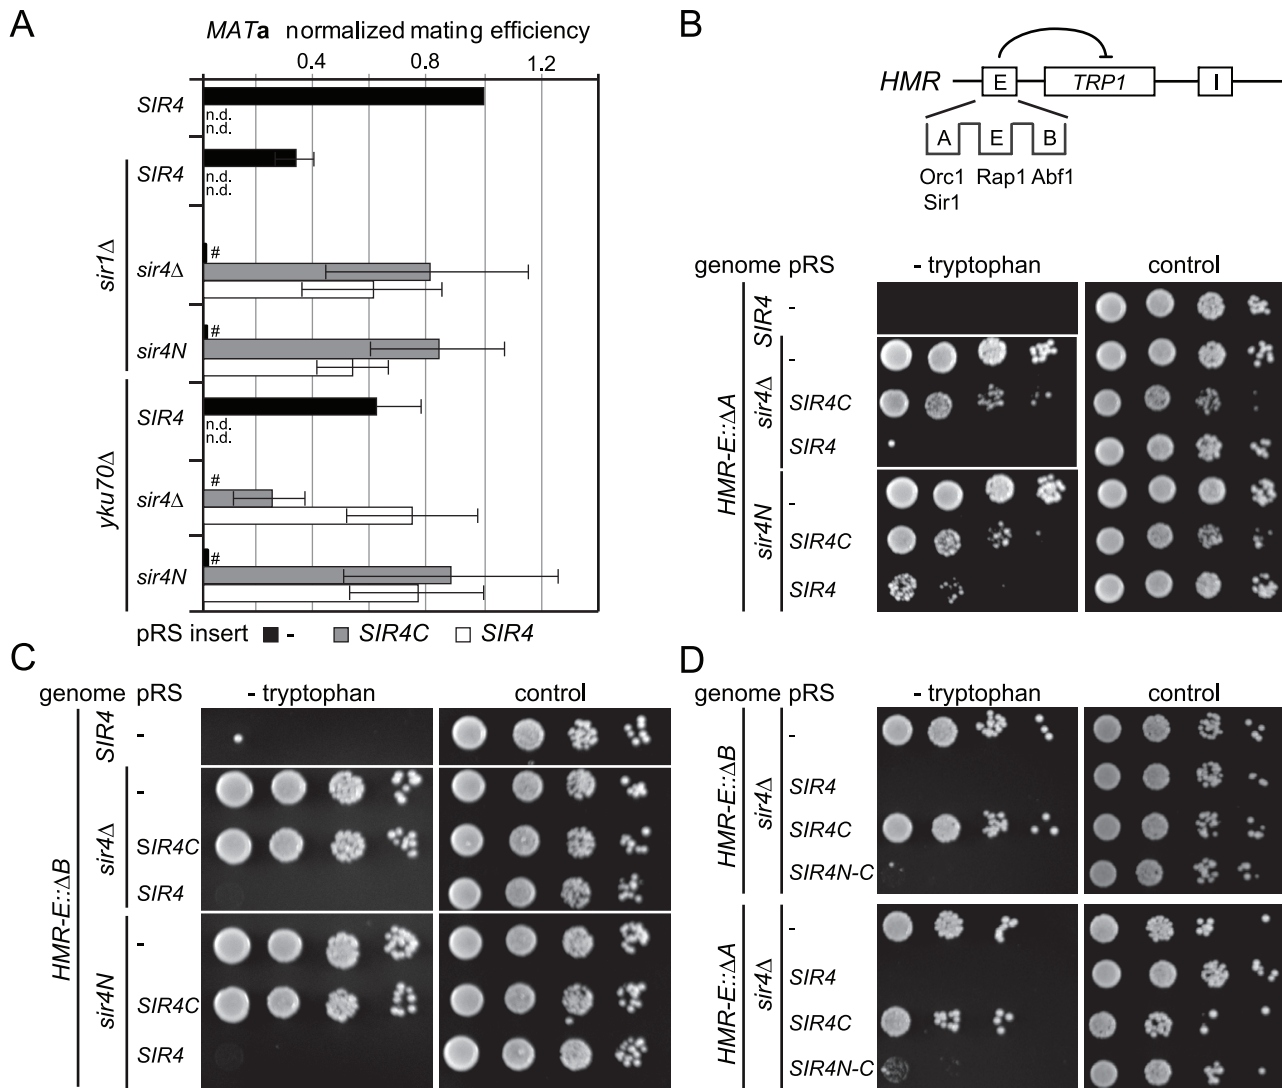 A
MATa normalized mating efficiency
0.4 0.8 1.2
SIR4
n.d.
n.d.
sir1Δ
SIR4
n.d.
n.d.
sir4Δ
#
sir4N
#
yku70Δ
SIR4
n.d.
n.d.
sir4Δ
#
sir4N
#
pRS insert - SIR4C SIR4
B
HMR E TRP1 I
A E B
Orc1 Rap1 Abf1
Sir1
genome pRS - tryptophan control
HMR-E::ΔA
SIR4
-
sir4Δ
-
SIR4C
SIR4
sir4N
-
SIR4C
SIR4
C
genome pRS - tryptophan control
HMR-E::ΔB
SIR4
-
sir4Δ
-
SIR4C
SIR4
sir4N
-
SIR4C
SIR4
D
genome pRS - tryptophan control
HMR-E::ΔB
sir4Δ
-
SIR4
SIR4C
SIR4N-C
HMR-E::ΔA
sir4Δ
-
SIR4
SIR4C
SIR4N-C